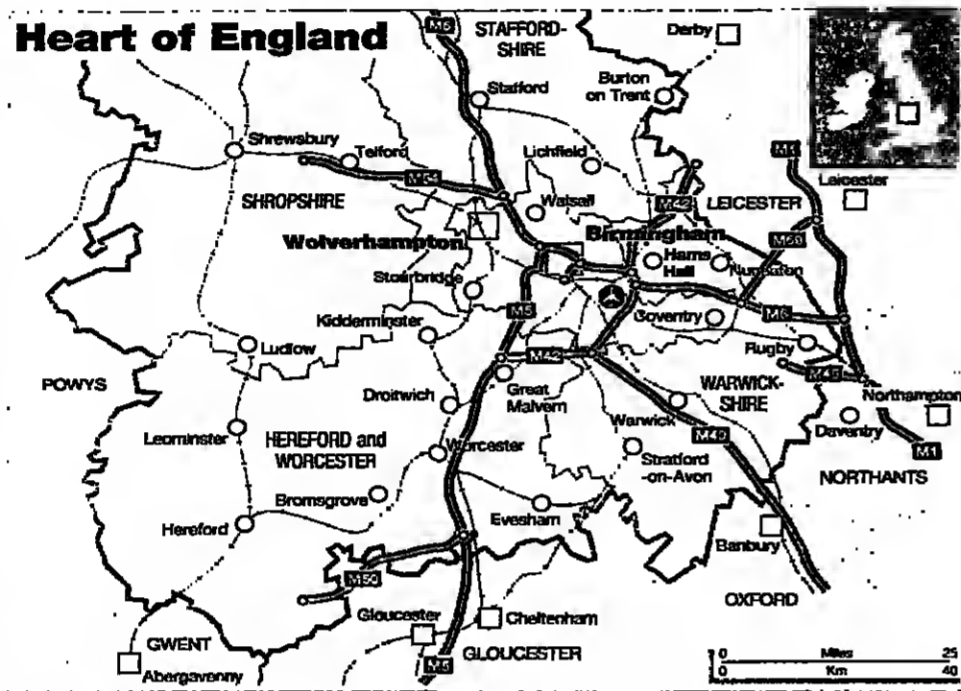 Heart of England
M6
STAFFORD-
SHIRE
Derby
Burton
on Trent
Stafford
Shrewsbury
Telford
Lichfield
M54
M1
Leicester
SHROPSHIRE
Walsall
M42
LEICESTER
Wolverhampton
Birmingham
M69
Hams
Hall
Nuneaton
Stourbridge
M5
Coventry
M6
Kidderminster
Ludlow
M42
Rugby
M45
POWYS
Droitwich
Great
Malvern
WARWICK-
SHIRE
Northampton
Leominster
Warwick
Daventry
HEREFORD and
WORCESTER
Worcester
M40
M1
Stratford
-on-Avon
NORTHANTS
Bromsgrove
Evesham
Hereford
Banbury
M50
OXFORD
Gloucester
Cheltenham
GWENT
M5
GLOUCESTER
Abergavenny
0 Miles 25
0 Km 40